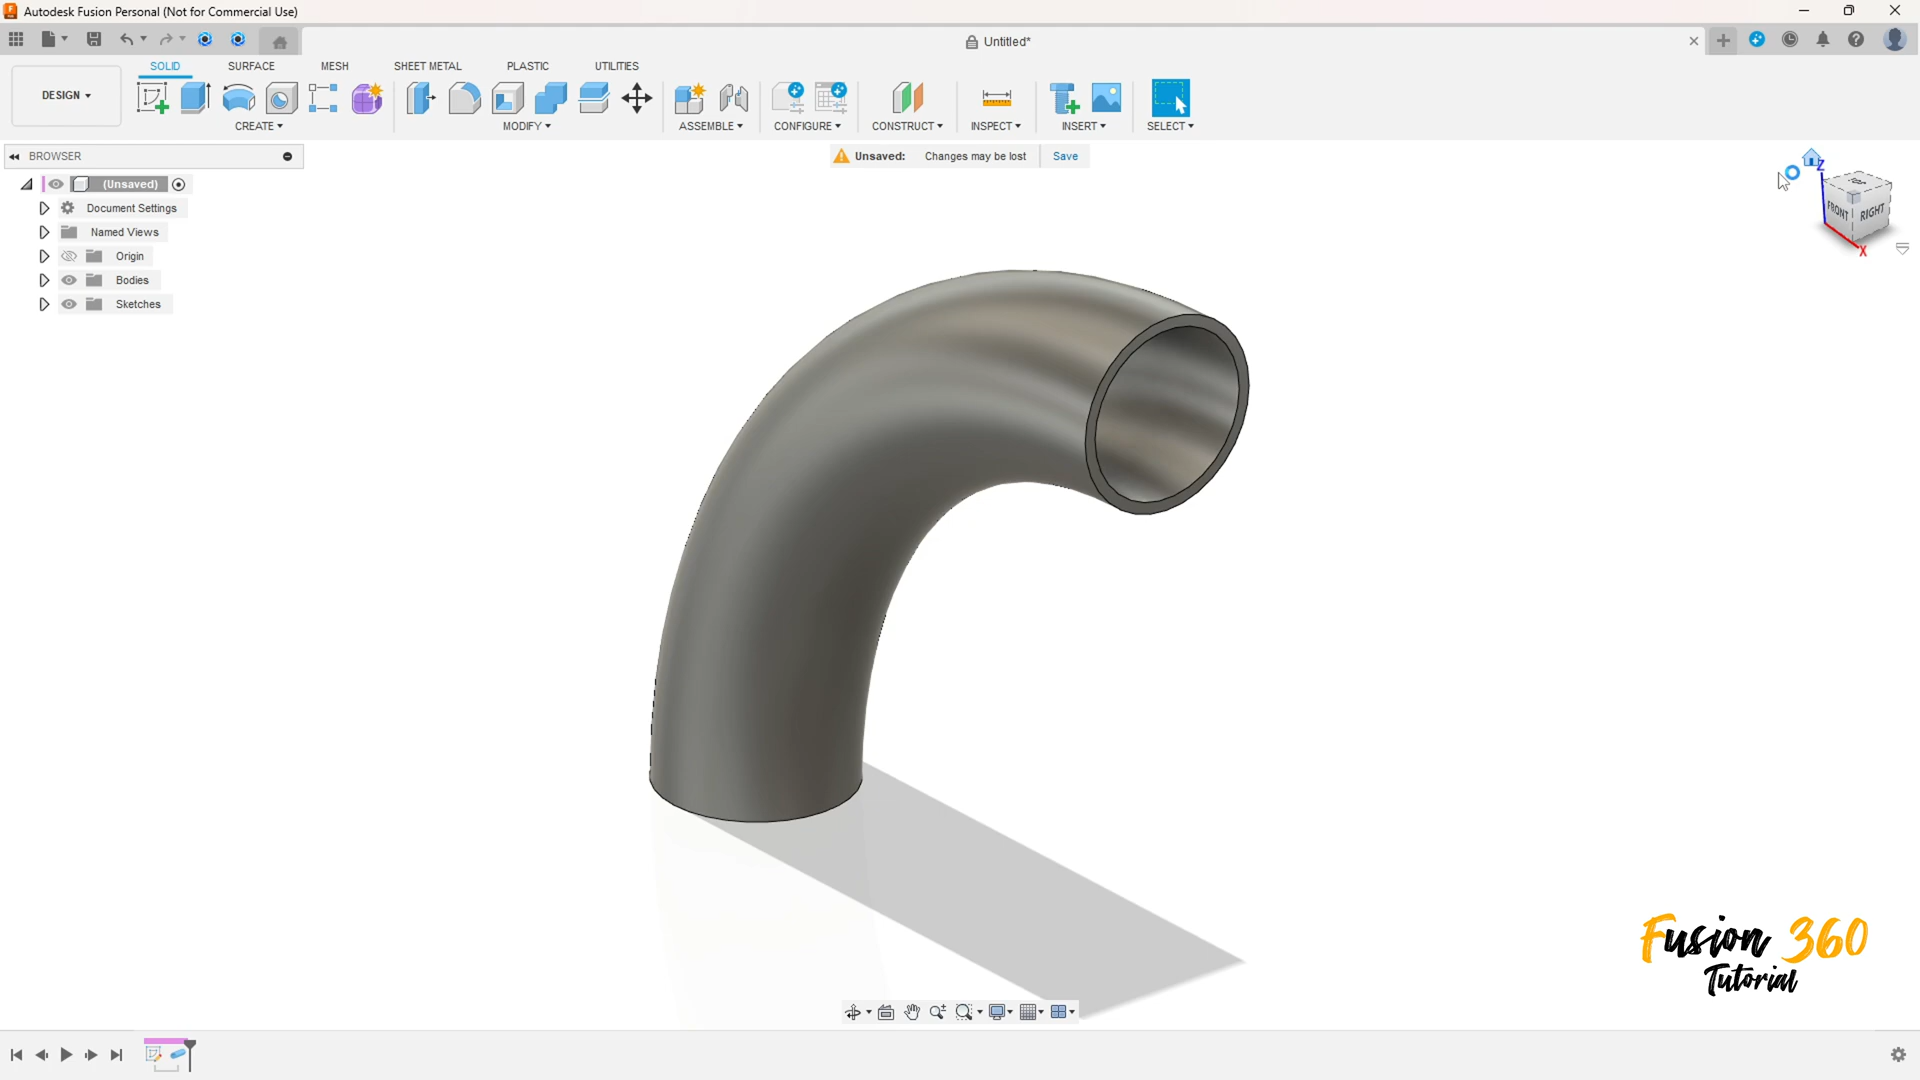 Autodesk Fusion Personal (Not for Commercial Use)
Untitled*
DESIGN
SOLID
SURFACE
MESH
SHEET METAL
PLASTIC
UTILITIES
CREATE
MODIFY
ASSEMBLE
CONFIGURE
CONSTRUCT
INSPECT
INSERT
SELECT
BROWSER
Unsaved: Changes may be lost Save
(Unsaved)
Document Settings
Named Views
Origin
Bodies
Sketches
Z
FRONT
RIGHT
X
Fusion 360
Tutorial